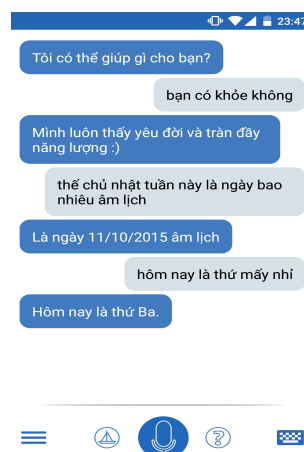 23:47
Tôi có thể giúp gì cho bạn?
bạn có khỏe không
Mình luôn thấy yêu đời và tràn đầy
năng lượng :)
thế chủ nhật tuần này là ngày bao
nhiêu âm lịch
Là ngày 11/10/2015 âm lịch
hôm nay là thứ mấy nhỉ
Hôm nay là thứ Ba.